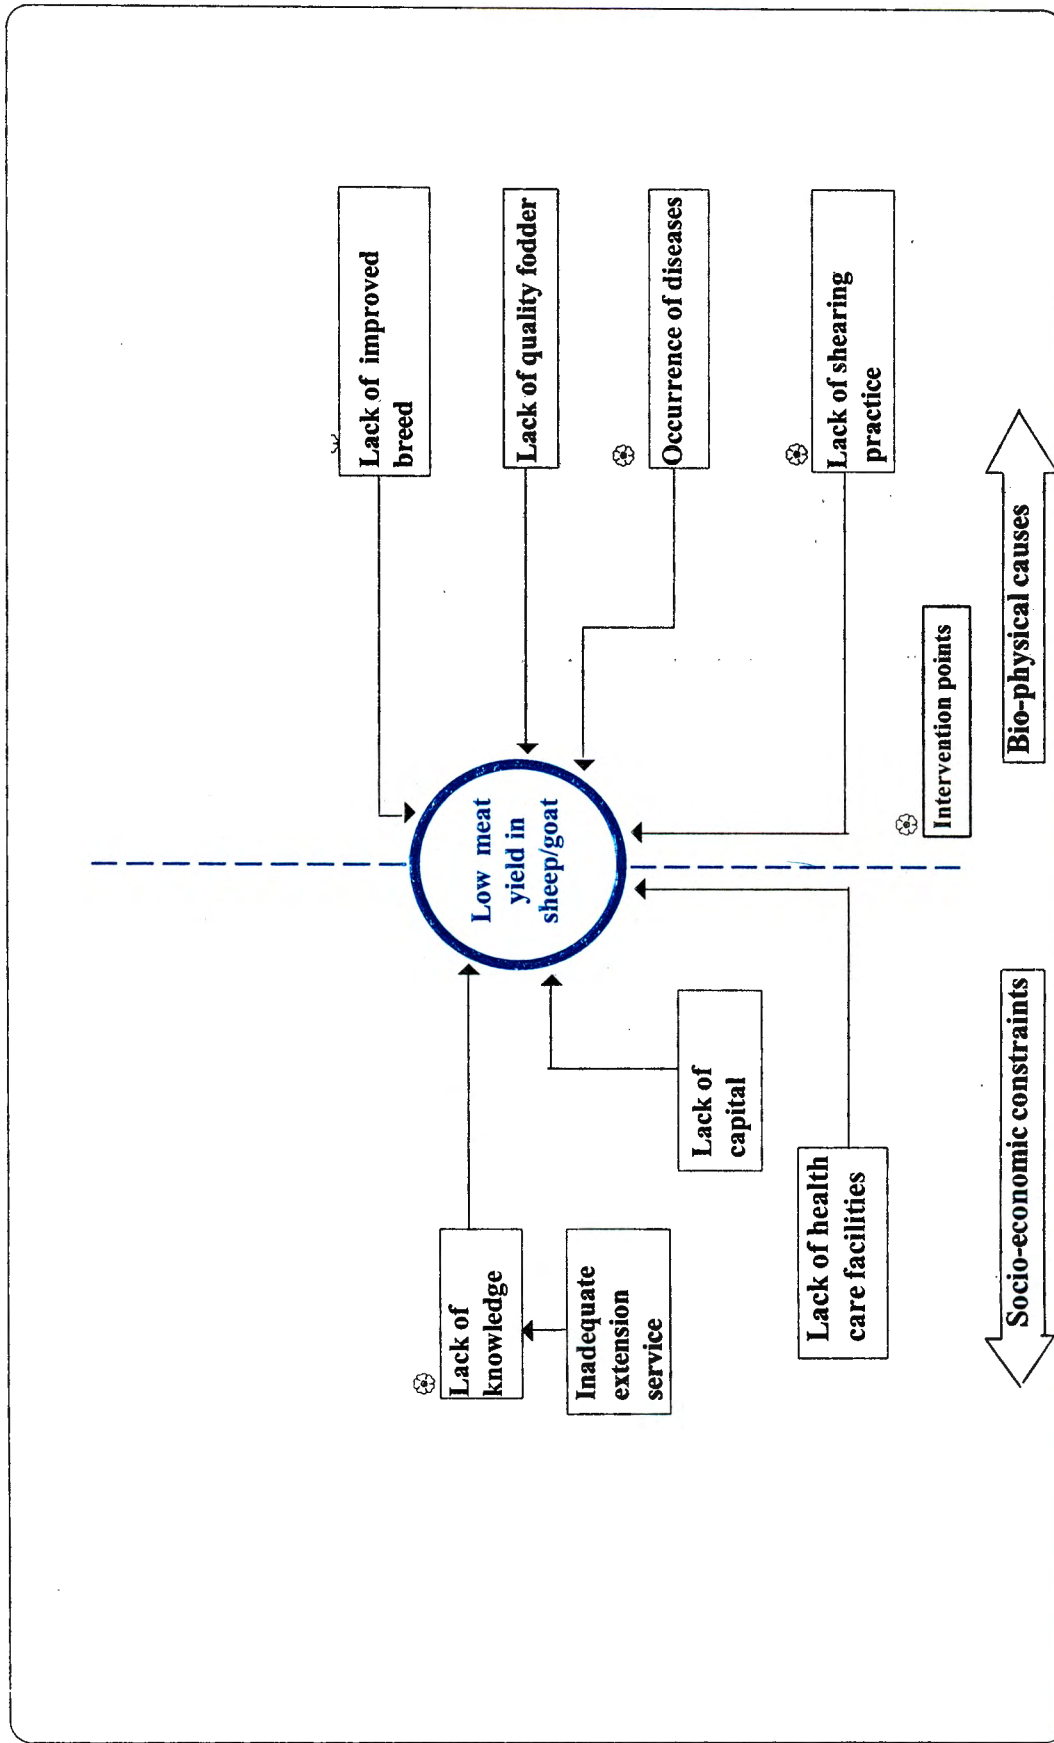 Lack of
knowledge
Inadequate
extension
service
Lack of
capital
Lack of health
care facilities
Low meat
yield in
sheep/goat
Lack of improved
breed
Lack of quality fodder
Occurrence of diseases
Lack of shearing
practice
Intervention points
Socio-economic constraints
Bio-physical causes